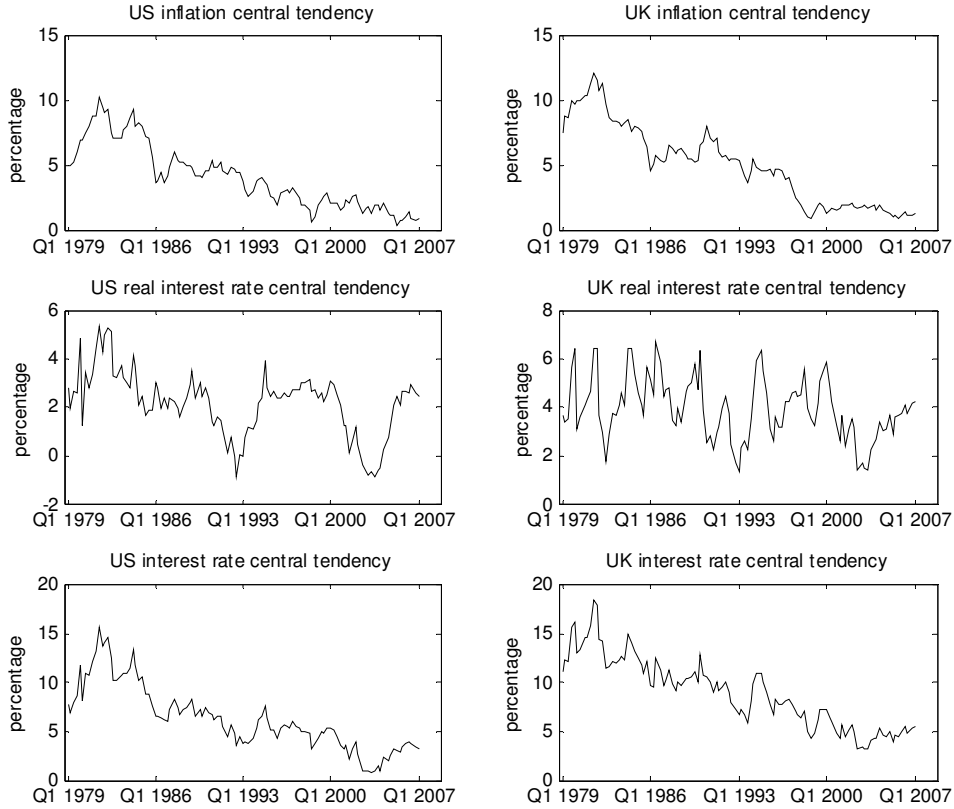 US inflation central tendency
15
10
5
0
percentage
Q1 1979 Q1 1986 Q1 1993 Q1 2000 Q1 2007
UK inflation central tendency
15
10
5
0
percentage
Q1 1979 Q1 1986 Q1 1993 Q1 2000 Q1 2007
US real interest rate central tendency
6
4
2
0
-2
percentage
Q1 1979 Q1 1986 Q1 1993 Q1 2000 Q1 2007
UK real interest rate central tendency
8
6
4
2
0
percentage
Q1 1979 Q1 1986 Q1 1993 Q1 2000 Q1 2007
US interest rate central tendency
20
15
10
5
0
percentage
Q1 1979 Q1 1986 Q1 1993 Q1 2000 Q1 2007
UK interest rate central tendency
20
15
10
5
0
percentage
Q1 1979 Q1 1986 Q1 1993 Q1 2000 Q1 2007